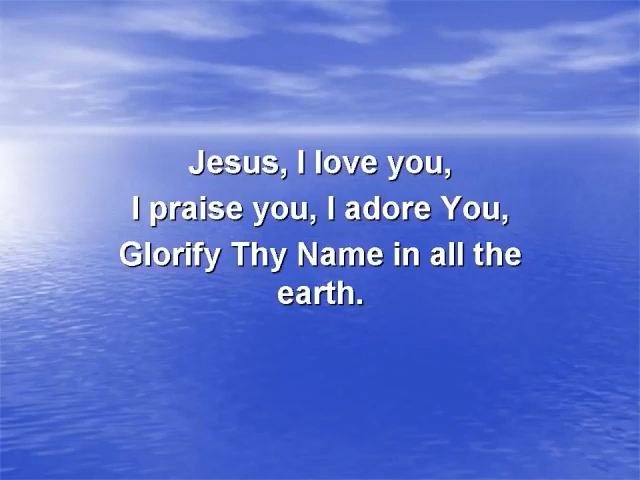 Jesus, I love you,
I praise you, I adore You,
Glorify Thy Name in all the
earth.